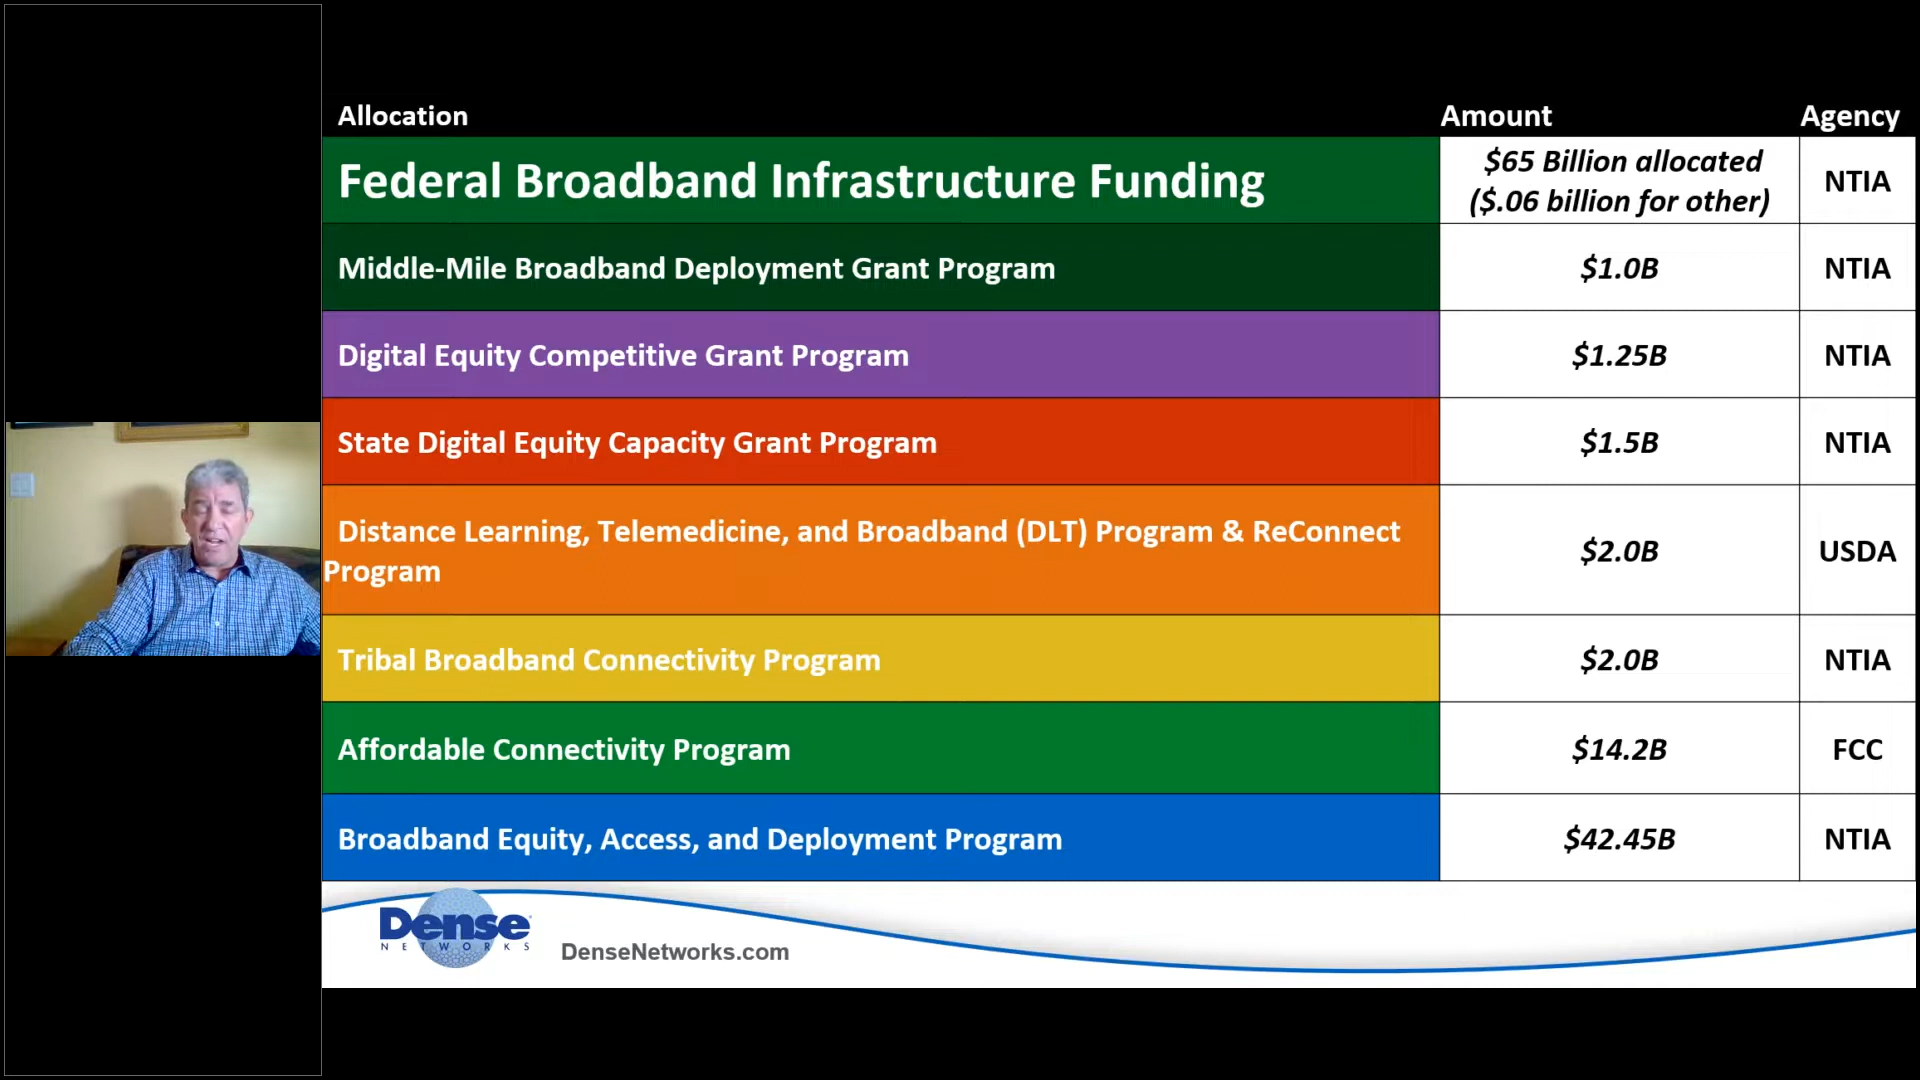 Allocation Amount Agency
Federal Broadband Infrastructure Funding $65 Billion allocated ($.06 billion for other) NTIA
Middle-Mile Broadband Deployment Grant Program $1.0B NTIA
Digital Equity Competitive Grant Program $1.25B NTIA
State Digital Equity Capacity Grant Program $1.5B NTIA
Distance Learning, Telemedicine, and Broadband (DLT) Program & ReConnect
Program $2.0B USDA
Tribal Broadband Connectivity Program $2.0B NTIA
Affordable Connectivity Program $14.2B FCC
Broadband Equity, Access, and Deployment Program $42.45B NTIA
Dense
NETWORKS
DenseNetworks.com